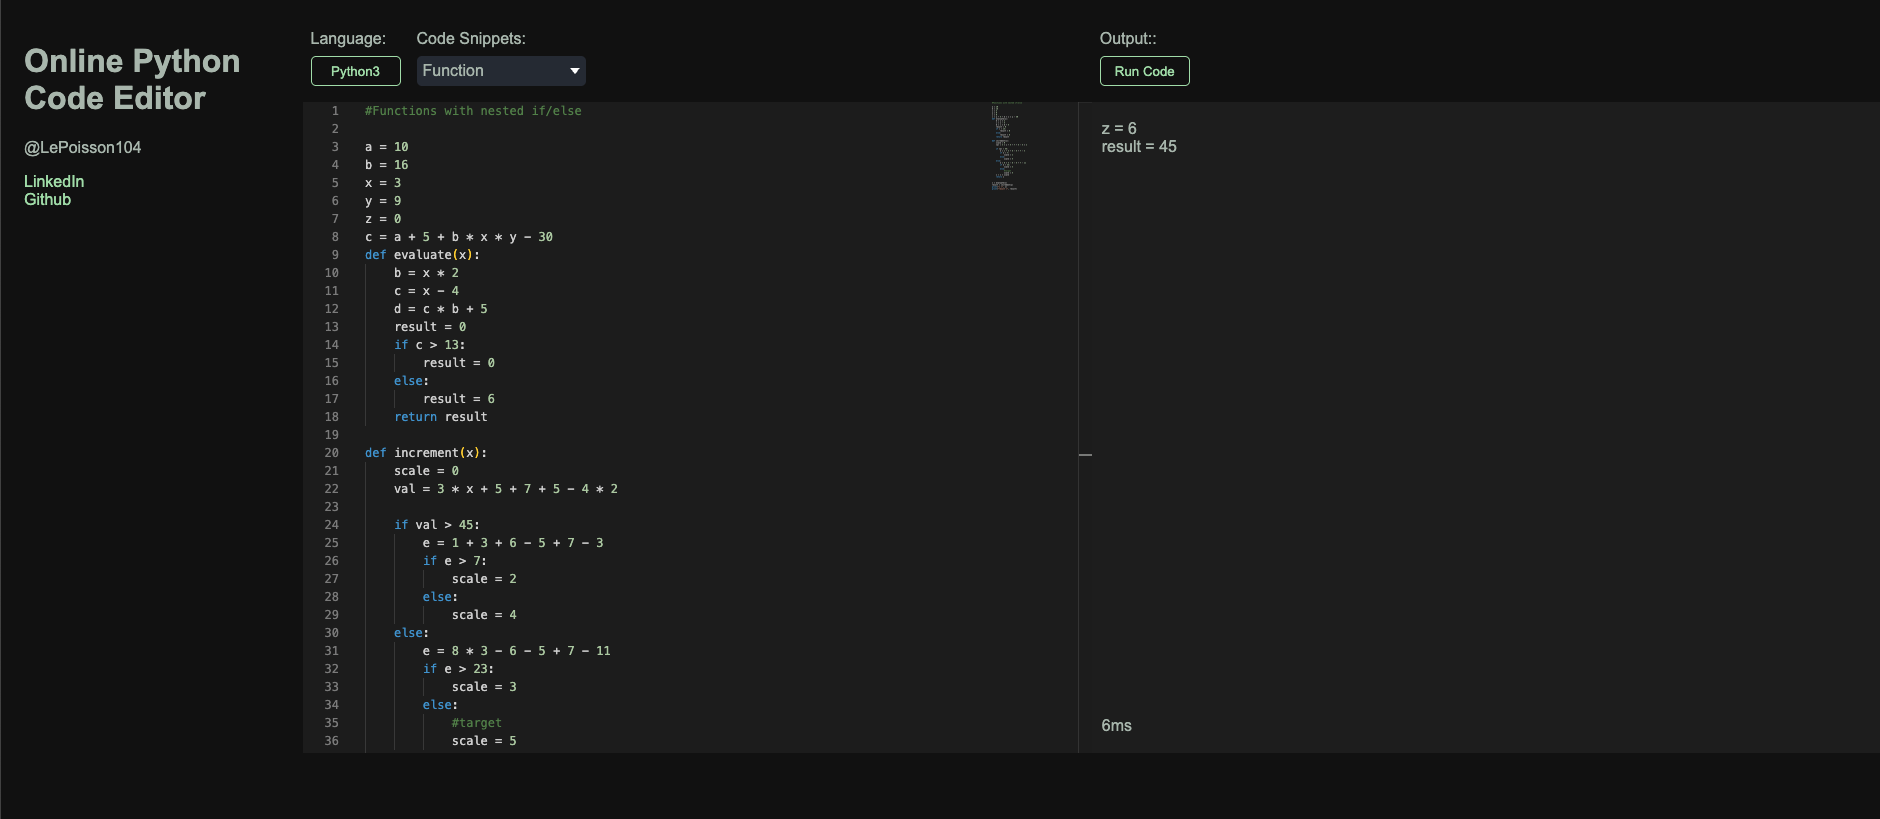 Online Python
Code Editor
@LePoisson104
LinkedIn
Github
Language:
Python3
Code Snippets:
Function
1 #Functions with nested if/else
2
3 a = 10
4 b = 16
5 x = 3
6 y = 9
7 z = 0
8 c = a + 5 + b * x * y - 30
9 def evaluate(x):
10 b = x * 2
11 c = x - 4
12 d = c * b + 5
13 result = 0
14 if c > 13:
15 result = 0
16 else:
17 result = 6
18 return result
19
20 def increment(x):
21 scale = 0
22 val = 3 * x + 5 + 7 + 5 - 4 * 2
23
24 if val > 45:
25 e = 1 + 3 + 6 - 5 + 7 - 3
26 if e > 7:
27 scale = 2
28 else:
29 scale = 4
30 else:
31 e = 8 * 3 - 6 - 5 + 7 - 11
32 if e > 23:
33 scale = 3
34 else:
35 #target
36 scale = 5
Output::
Run Code
z = 6
result = 45
6ms